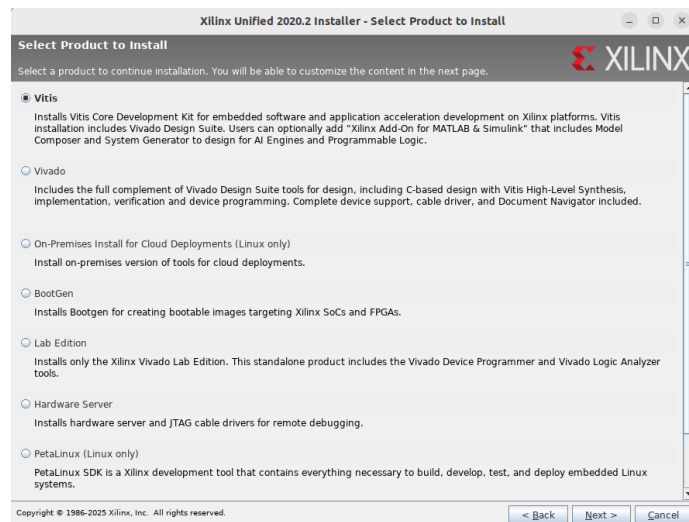 Xilinx Unified 2020.2 Installer - Select Product to Install
Select Product to Install
Select a product to continue installation. You will be able to customize the content in the next page.
XILINX
Vitis
Installs Vitis Core Development Kit for embedded software and application acceleration development on Xilinx platforms. Vitis
installation includes Vivado Design Suite. Users can optionally add "Xilinx Add-On for MATLAB & Simulink" that includes Model
Composer and System Generator to design for AI Engines and Programmable Logic.
Vivado
Includes the full complement of Vivado Design Suite tools for design, including C-based design with Vitis High-Level Synthesis,
implementation, verification and device programming. Complete device support, cable driver, and Document Navigator included.
On-Premises Install for Cloud Deployments (Linux only)
Install on-premises version of tools for cloud deployments.
BootGen
Installs Bootgen for creating bootable images targeting Xilinx SoCs and FPGAs.
Lab Edition
Installs only the Xilinx Vivado Lab Edition. This standalone product includes the Vivado Device Programmer and Vivado Logic Analyzer
tools.
Hardware Server
Installs hardware server and JTAG cable drivers for remote debugging.
PetaLinux (Linux only)
PetaLinux SDK is a Xilinx development tool that contains everything necessary to build, develop, test, and deploy embedded Linux
systems.
Copyright © 1986-2025 Xilinx, Inc. All rights reserved.
< Back Next > Cancel